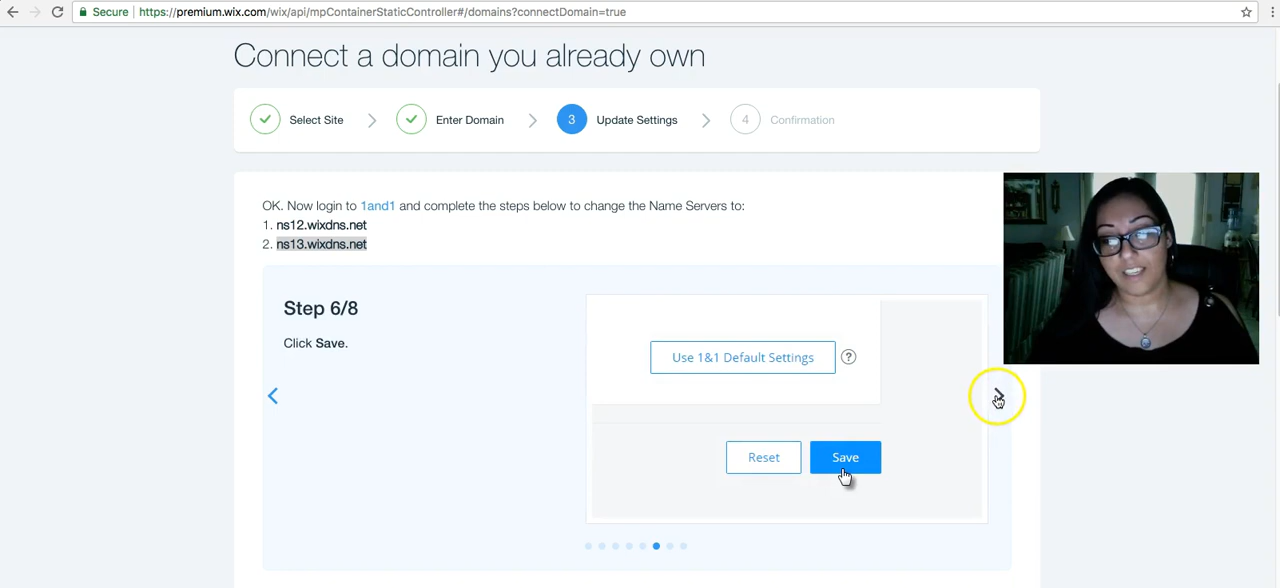 Secure https://premium.wix.com/wix/api/mpContainerStaticController#/domains?connectDomain=true
Connect a domain you already own
Select Site
Enter Domain
3 Update Settings
4 Confirmation
OK. Now login to 1and1 and complete the steps below to change the Name Servers to:
1. ns12.wixdns.net
2. ns13.wixdns.net
Step 6/8
Click Save.
Use 1&1 Default Settings ?
Reset Save